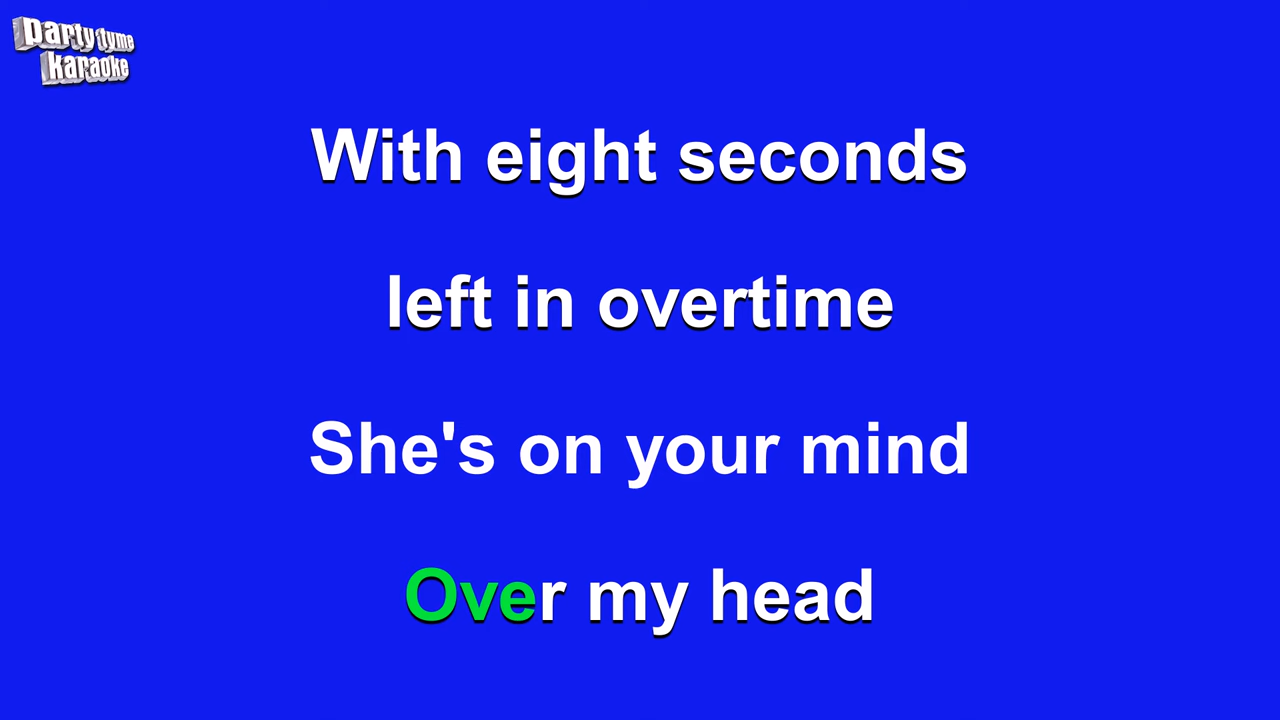 party tyme
karaoke
With eight seconds
left in overtime
She's on your mind
Over my head